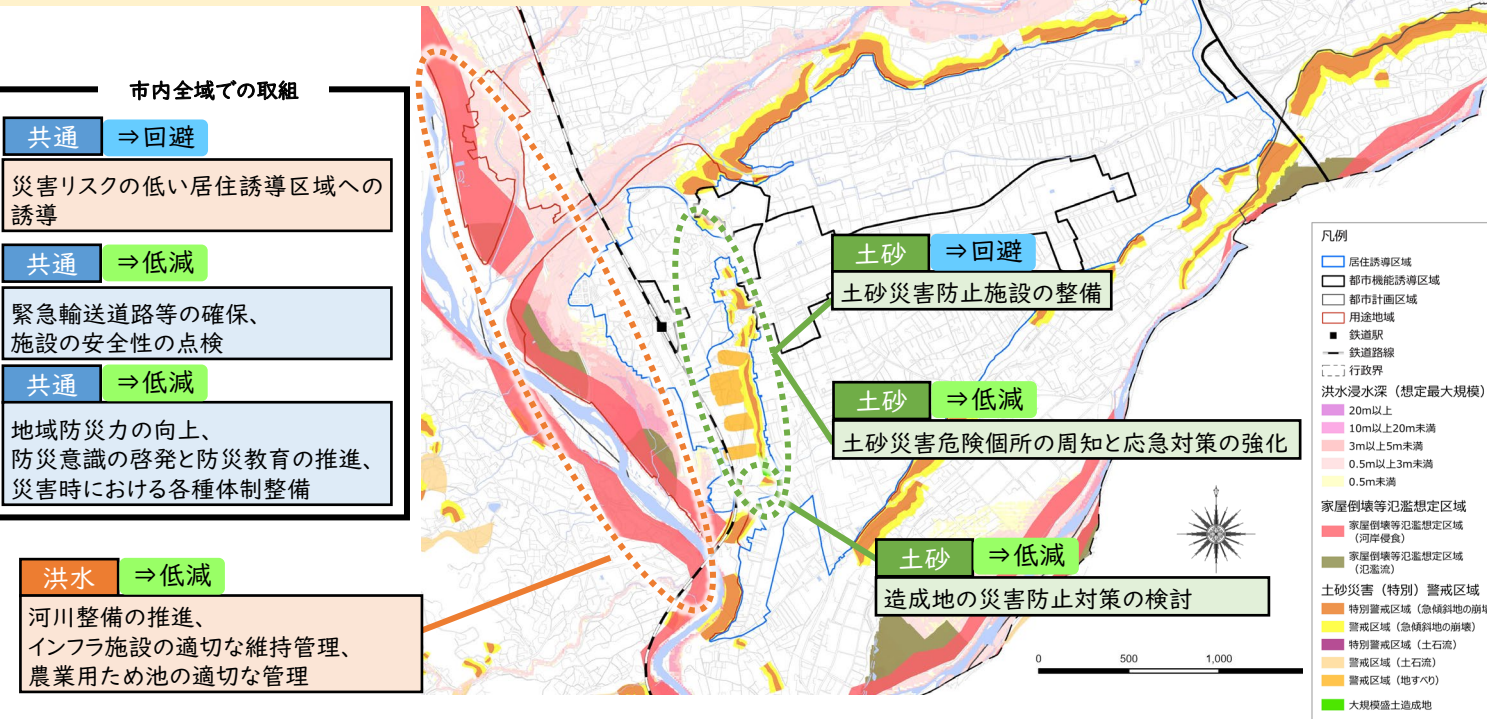 市内全域での取組
共通 ⇒回避
災害リスクの低い居住誘導区域への
誘導
共通 ⇒低減
緊急輸送道路等の確保、
施設の安全性の点検
共通 ⇒低減
地域防災力の向上、
防災意識の啓発と防災教育の推進、
災害時における各種体制整備
洪水 ⇒低減
河川整備の推進、
インフラ施設の適切な維持管理、
農業用ため池の適切な管理
土砂 ⇒回避
土砂災害防止施設の整備
土砂 ⇒低減
土砂災害危険個所の周知と応急対策の強化
土砂 ⇒低減
造成地の災害防止対策の検討
0 500 1,000
凡例
居住誘導区域
都市機能誘導区域
都市計画区域
用途地域
鉄道駅
鉄道路線
行政界
洪水浸水深（想定最大規模）
20m以上
10m以上20m未満
3m以上5m未満
0.5m以上3m未満
0.5m未満
家屋倒壊等氾濫想定区域
家屋倒壊等氾濫想定区域
（河岸侵食）
家屋倒壊等氾濫想定区域
（氾濫流）
土砂災害（特別）警戒区域
特別警戒区域（急傾斜地の崩壊
警戒区域（急傾斜地の崩壊）
特別警戒区域（土石流）
警戒区域（土石流）
警戒区域（地すべり）
大規模盛土造成地